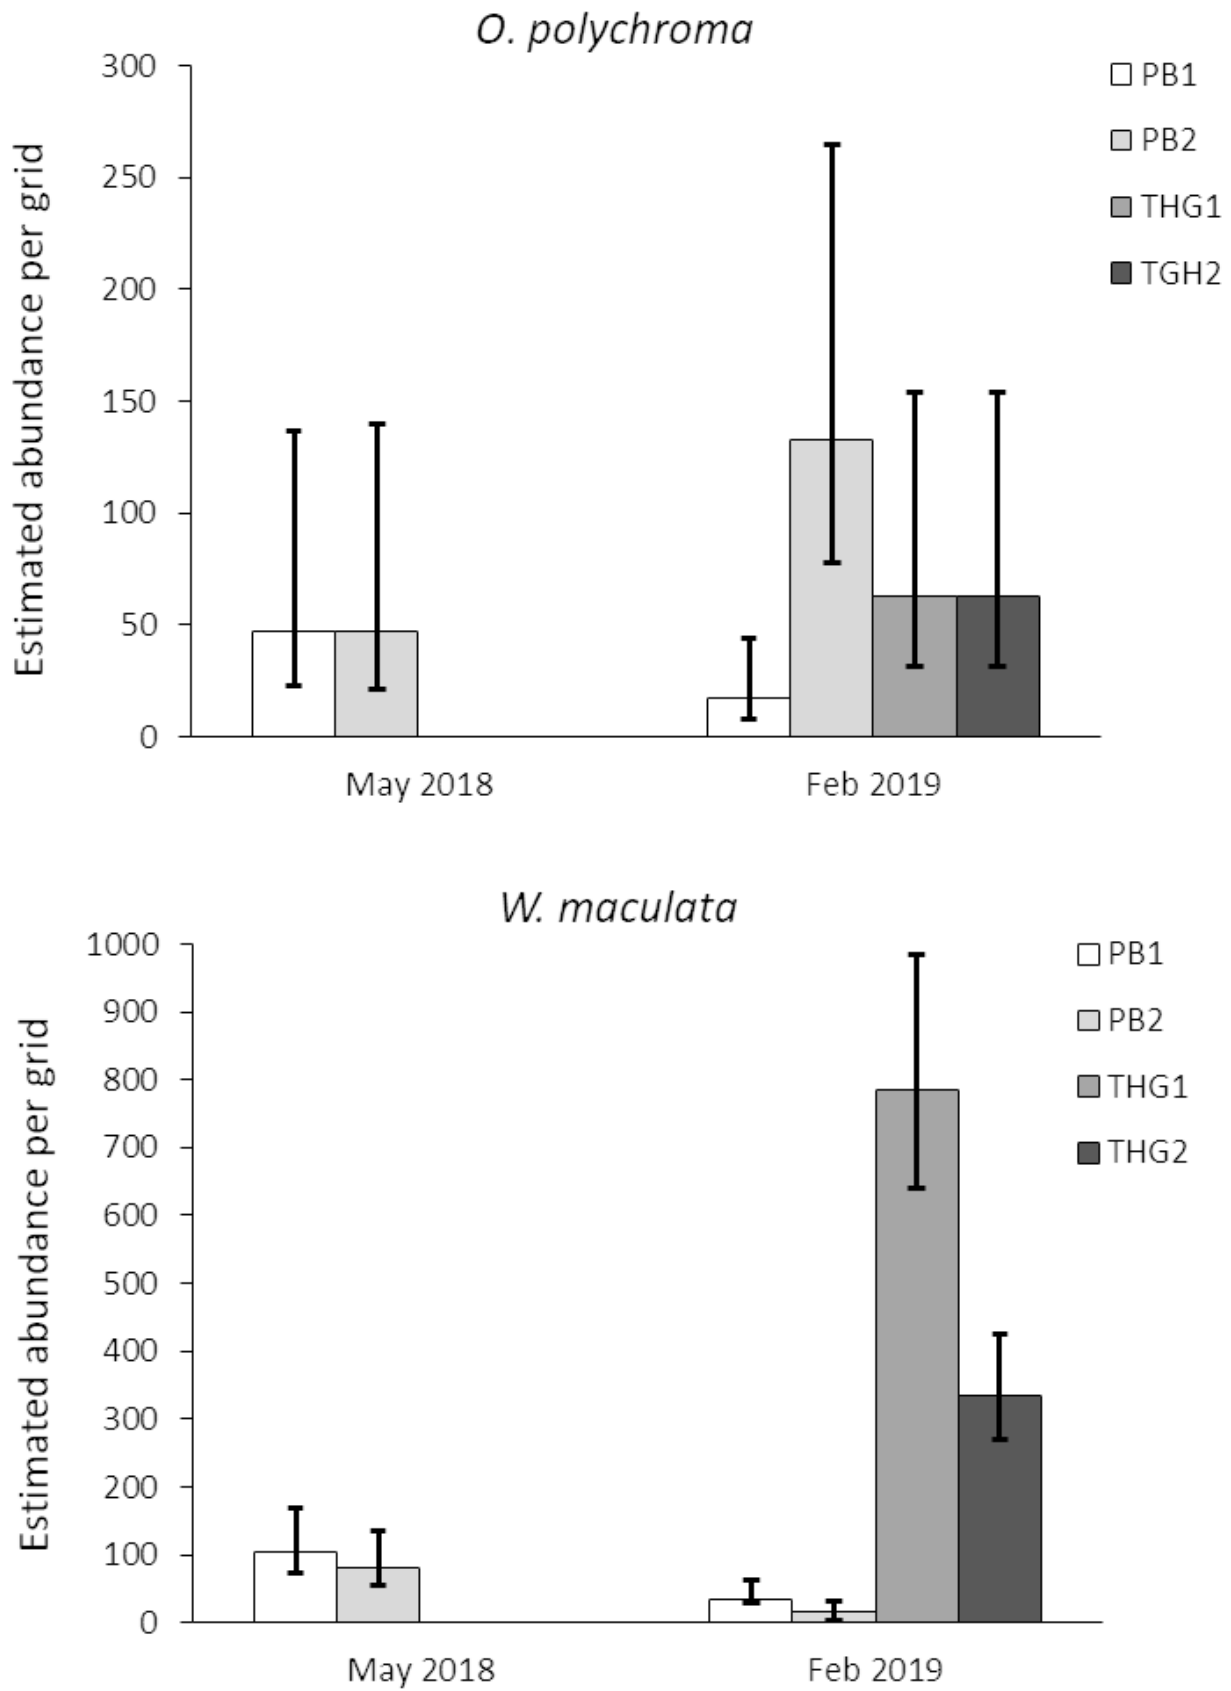 O. polychroma
Estimated abundance per grid
300
250
200
150
100
50
0
May 2018
Feb 2019
PB1
PB2
THG1
TGH2
W. maculata
Estimated abundance per grid
1000
900
800
700
600
500
400
300
200
100
0
May 2018
Feb 2019
PB1
PB2
THG1
THG2